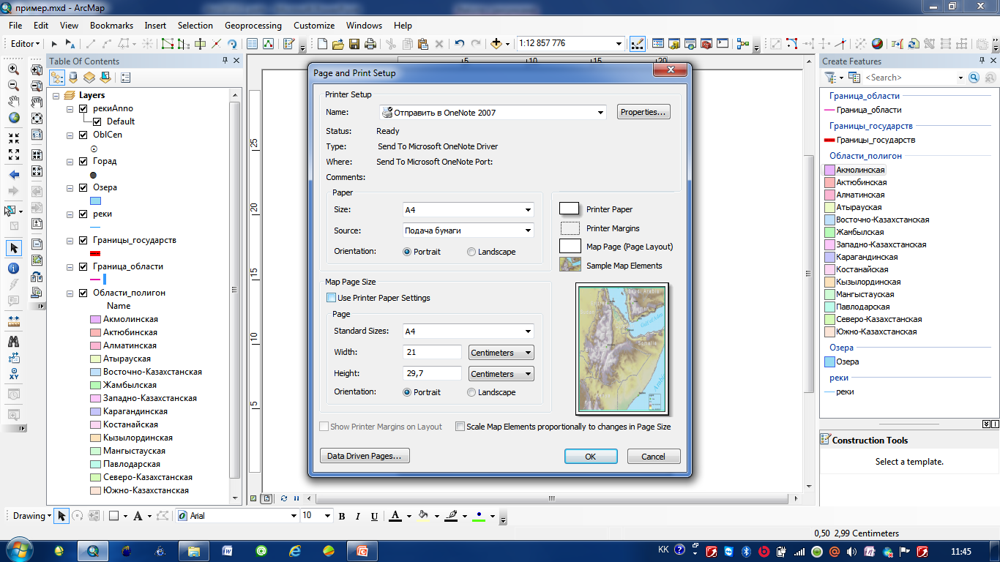 пример.mxd - ArcMap
File Edit View Bookmarks Insert Selection Geoprocessing Customize Windows Help
Editor 1:12 857 776
Table Of Contents
Layers
рекиAnno
Default
OblCen
Горад
Озера
реки
Границы_государств
Граница_области
Области_полигон
Name
Акмолинская
Актюбинская
Алматинская
Атырауская
Восточно-Казахстанская
Жамбылская
Западно-Казахстанская
Карагандинская
Костанайская
Кызылординская
Мангыстауская
Павлодарская
Северо-Казахстанская
Южно-Казахстанская
5 10 15 20
25
20
15
10
5
Page and Print Setup
Printer Setup
Name: Отправить в OneNote 2007 Properties...
Status: Ready
Type: Send To Microsoft OneNote Driver
Where: Send To Microsoft OneNote Port:
Comments:
Paper
Size: A4
Source: Подача бумаги
Orientation: Portrait Landscape
Printer Paper
Printer Margins
Map Page (Page Layout)
Sample Map Elements
Map Page Size
Use Printer Paper Settings
Page
Standard Sizes: A4
Width: 21 Centimeters
Height: 29,7 Centimeters
Orientation: Portrait Landscape
Show Printer Margins on Layout Scale Map Elements proportionally to changes in Page Size
Data Driven Pages... OK Cancel
Create Features
<Search>
Граница_области
Граница_области
Границы_государств
Границы_государств
Области_полигон
Акмолинская
Актюбинская
Алматинская
Атырауская
Восточно-Казахстанская
Жамбылская
Западно-Казахстанская
Карагандинская
Костанайская
Кызылординская
Мангыстауская
Павлодарская
Северо-Казахстанская
Южно-Казахстанская
Озера
Озера
реки
реки
Construction Tools
Select a template.
Drawing A Arial 10 B I U A
0,50 2,99 Centimeters
KK 11:45